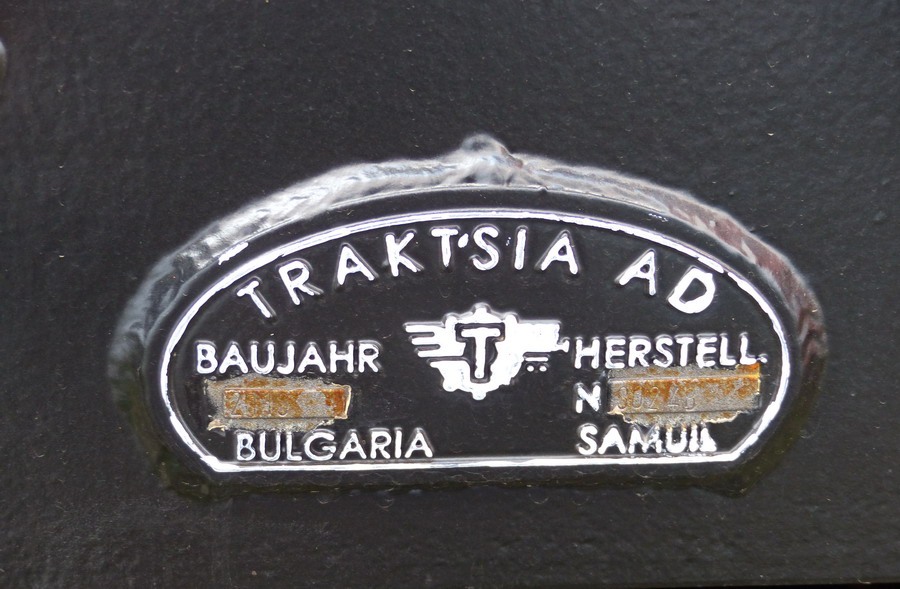 TRAKTSIA AD
T
BAUJAHR
HERSTELL.
N
BULGARIA
SAMUIL